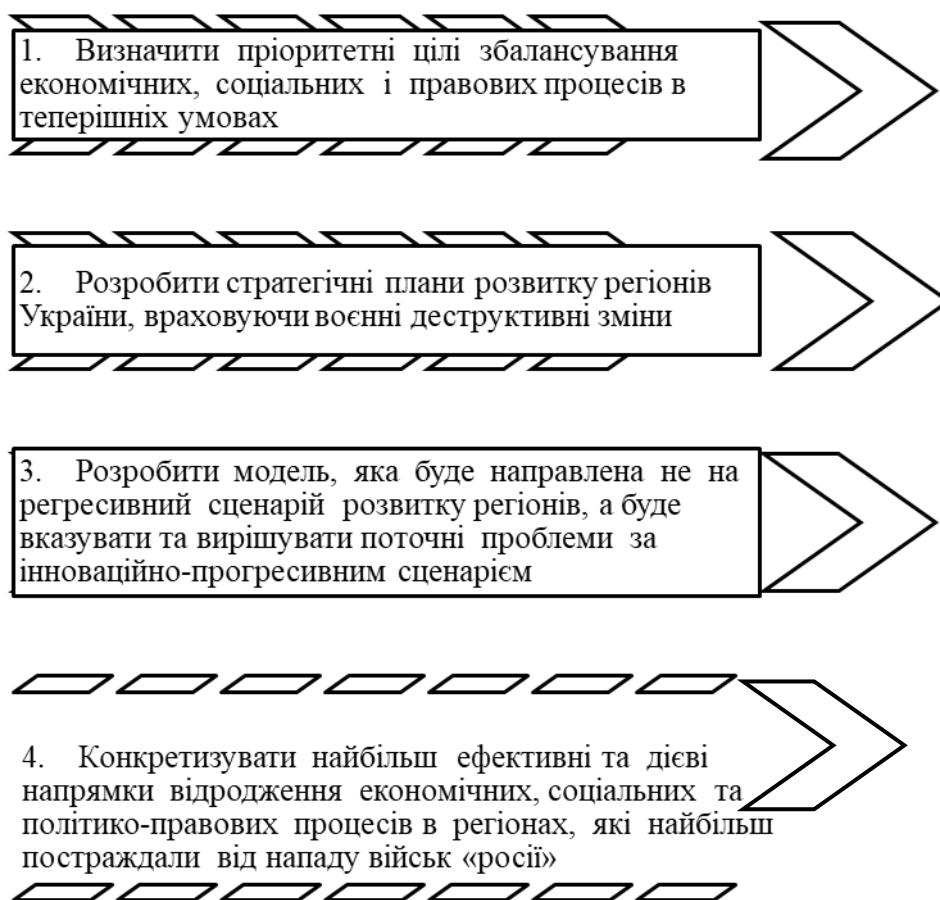 1. Визначити пріоритетні цілі збалансування
економічних, соціальних і правових процесів в
теперішніх умовах
2. Розробити стратегічні плани розвитку регіонів
України, враховуючи воєнні деструктивні зміни
3. Розробити модель, яка буде направлена не на
регресивний сценарій розвитку регіонів, а буде
вказувати та вирішувати поточні проблеми за
інноваційно-прогресивним сценарієм
4. Конкретизувати найбільш ефективні та дієві
напрямки відродження економічних, соціальних та
політико-правових процесів в регіонах, які найбільш
постраждали від нападу військ «росії»